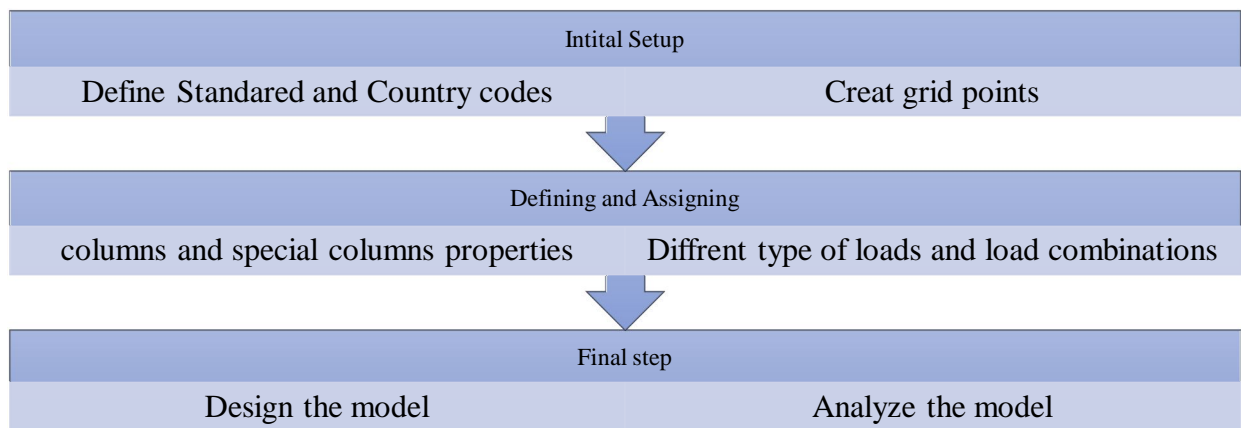 Intital Setup
Define Standared and Country codes
Creat grid points
Defining and Assigning
columns and special columns properties
Diffrent type of loads and load combinations
Final step
Design the model
Analyze the model